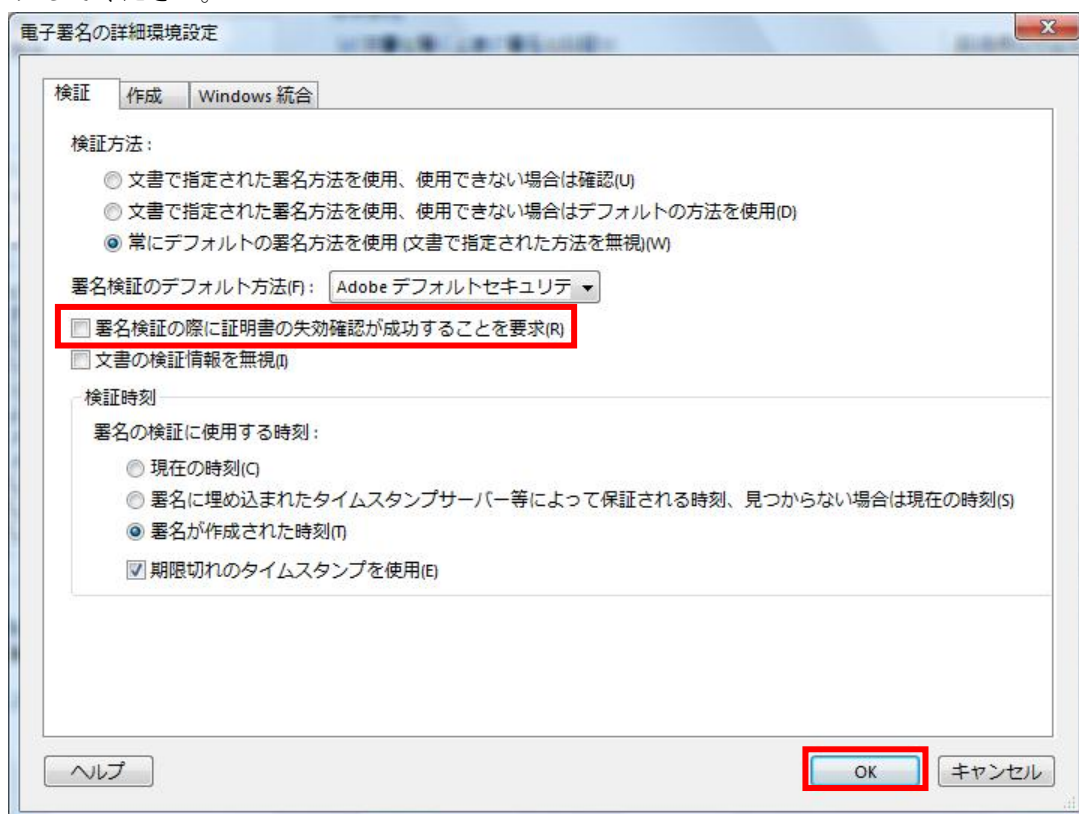 ください。
電子署名の詳細環境設定
検証 作成 Windows 統合
検証方法:
文書で指定された署名方法を使用、使用できない場合は確認(U)
文書で指定された署名方法を使用、使用できない場合はデフォルトの方法を使用(D)
常にデフォルトの署名方法を使用 (文書で指定された方法を無視)(W)
署名検証のデフォルト方法(F): Adobe デフォルトセキュリテ
署名検証の際に証明書の失効確認が成功することを要求(R)
文書の検証情報を無視(I)
検証時刻
署名の検証に使用する時刻:
現在の時刻(C)
署名に埋め込まれたタイムスタンプサーバー等によって保証される時刻、見つからない場合は現在の時刻(S)
署名が作成された時刻(T)
期限切れのタイムスタンプを使用(E)
ヘルプ OK キャンセル